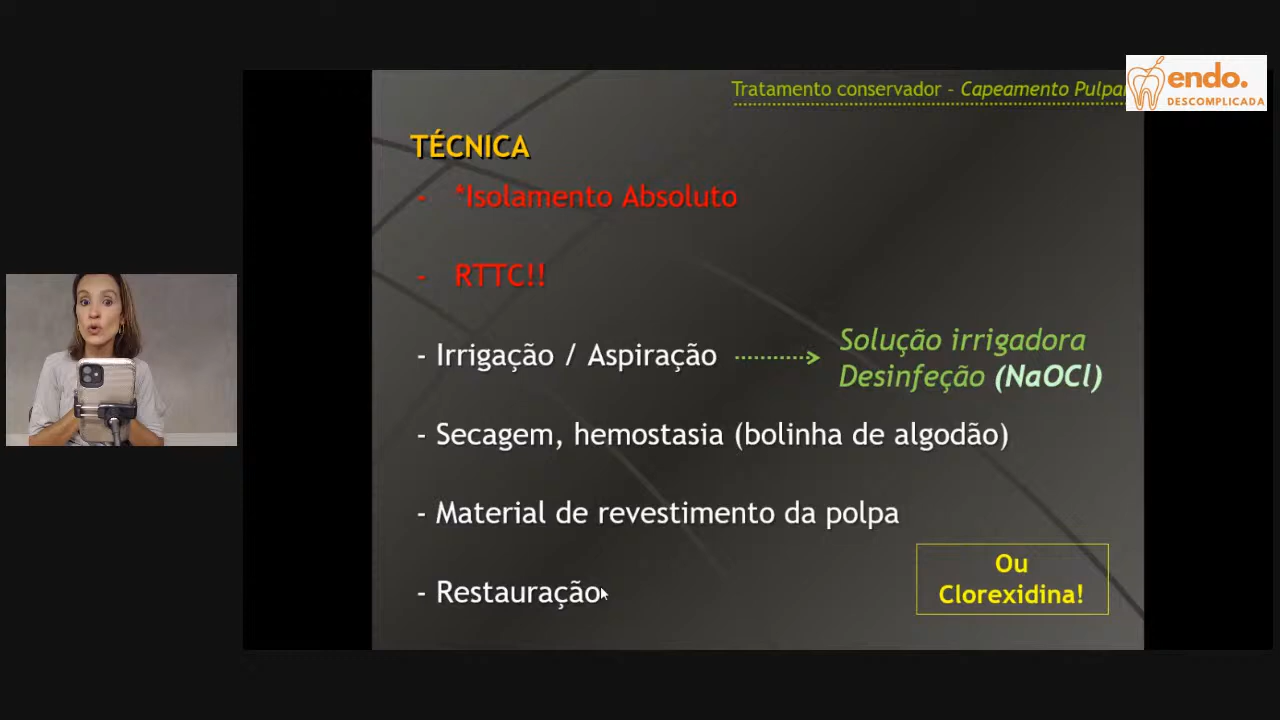 Tratamento conservador – Capeamento Pulpar
endo.
DESCOMPLICADA
TÉCNICA
- *Isolamento Absoluto
- RTTC!!
- Irrigação / Aspiração
Solução irrigadora
Desinfeção (NaOCl)
- Secagem, hemostasia (bolinha de algodão)
- Material de revestimento da polpa
- Restauração
Ou
Clorexidina!